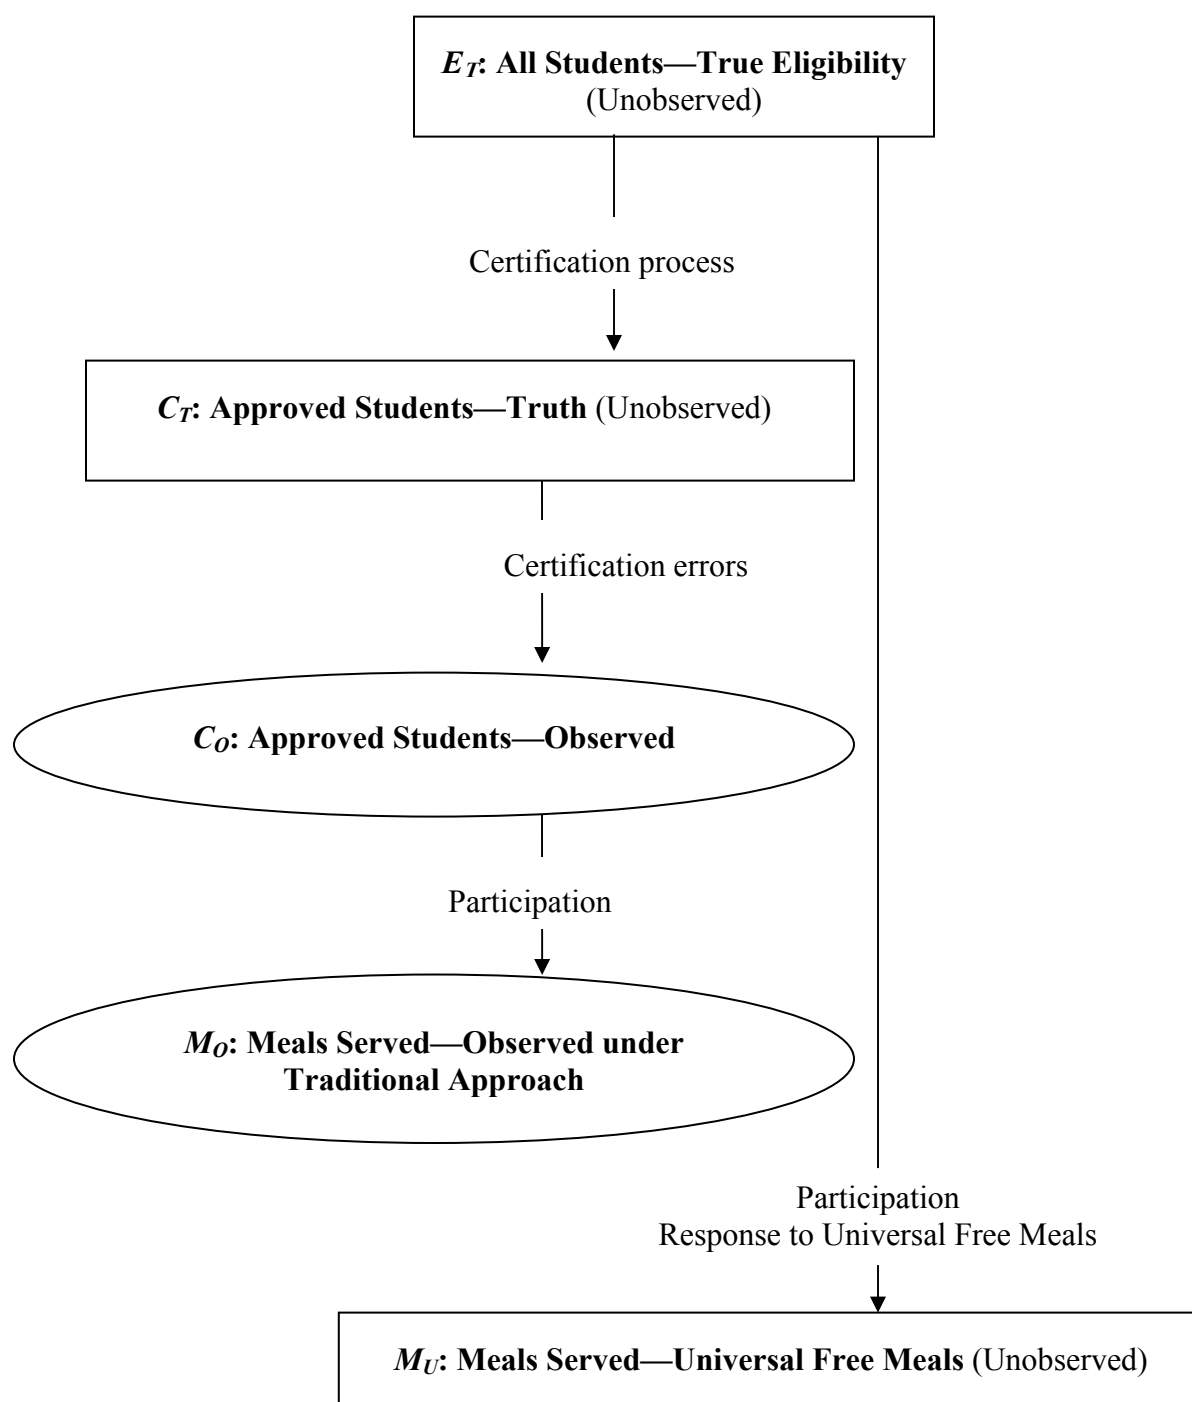 E_T: All Students—True Eligibility
(Unobserved)
Certification process
C_T: Approved Students—Truth (Unobserved)
Certification errors
C_O: Approved Students—Observed
Participation
M_O: Meals Served—Observed under
Traditional Approach
Participation
Response to Universal Free Meals
M_U: Meals Served—Universal Free Meals (Unobserved)